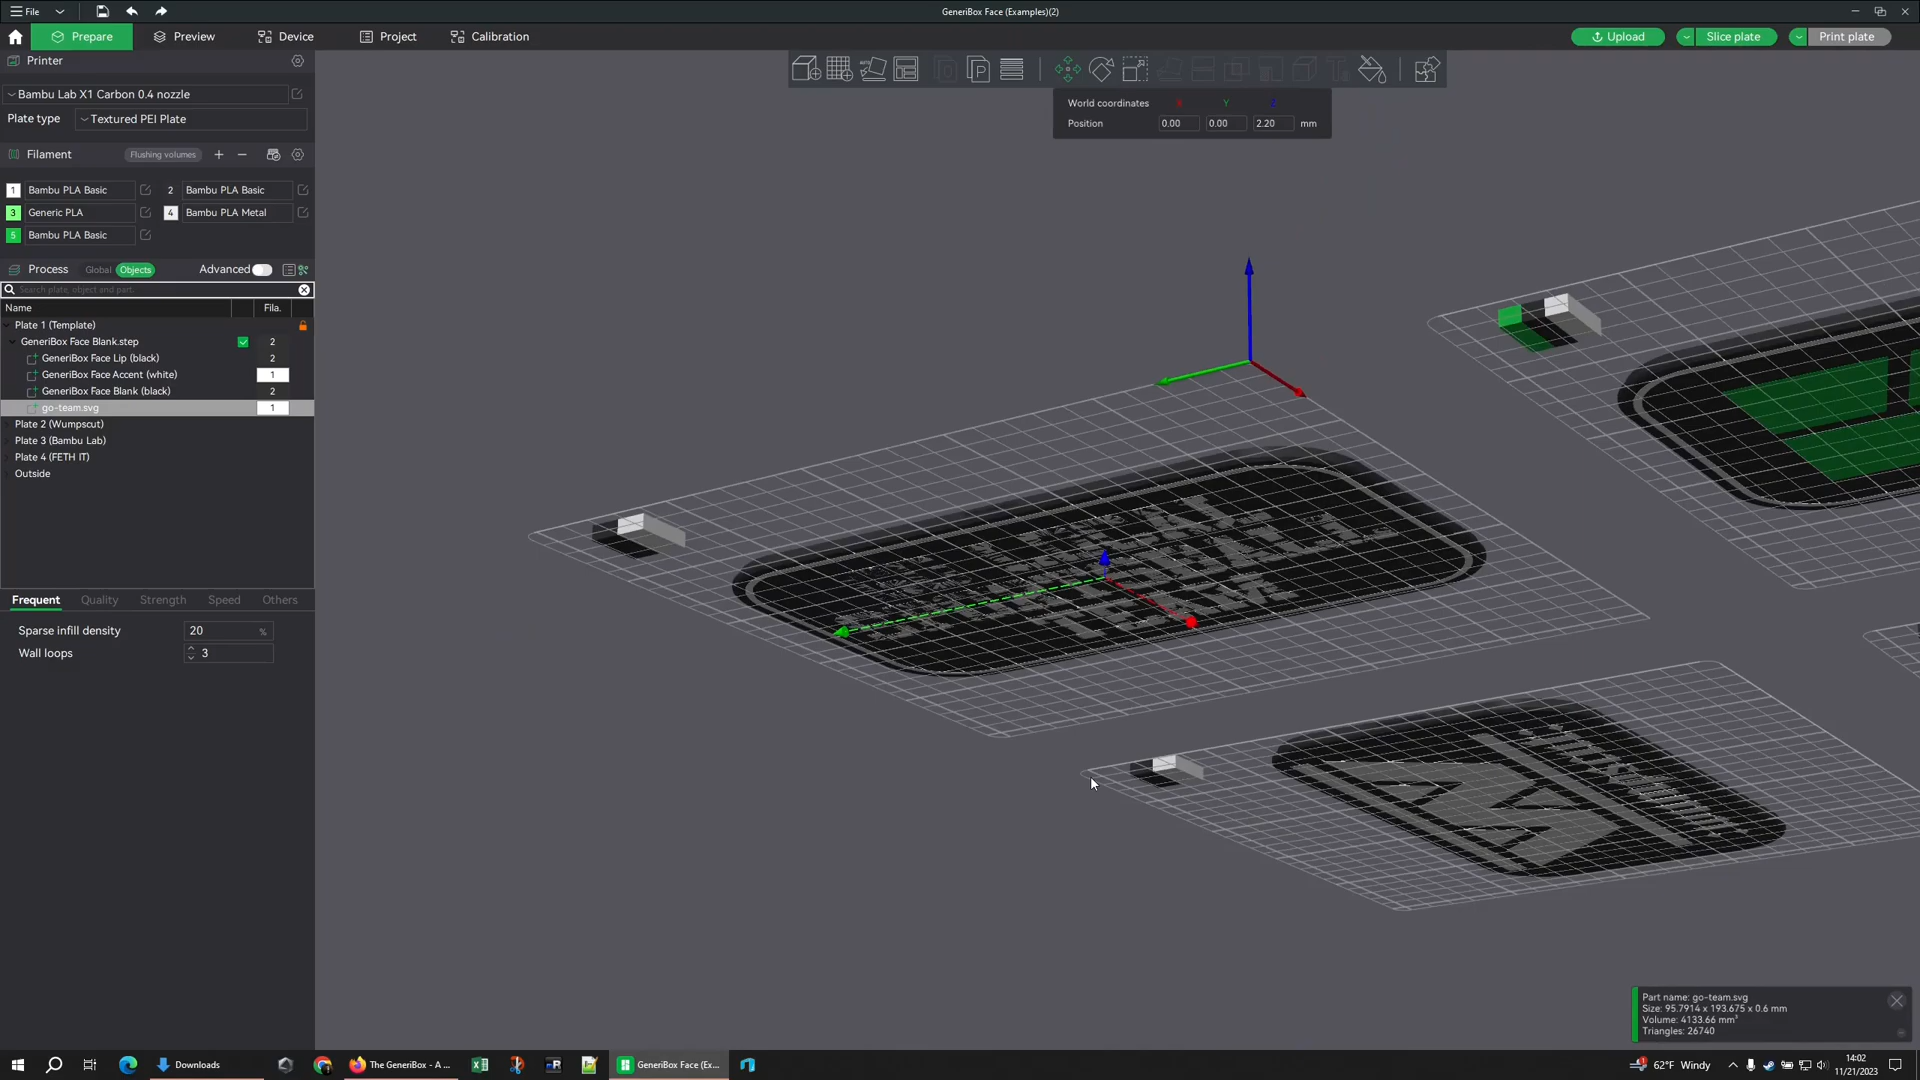 File
GeneriBox Face (Examples)(2)
Prepare
Preview
Device
Project
Calibration
Upload
Slice plate
Print plate
Printer
Bambu Lab X1 Carbon 0.4 nozzle
Plate type
Textured PEI Plate
World coordinates X Y Z
Position 0.00 0.00 2.20 mm
Filament Flushing volumes + −
1 Bambu PLA Basic 2 Bambu PLA Basic
3 Generic PLA 4 Bambu PLA Metal
5 Bambu PLA Basic
Process Global Objects Advanced
Search plate, object and part.
Name Fila.
Plate 1 (Template)
GeneriBox Face Blank.step 2
GeneriBox Face Lip (black) 2
GeneriBox Face Accent (white) 1
GeneriBox Face Blank (black) 2
go-team.svg 1
Plate 2 (Wumpscut)
Plate 3 (Bambu Lab)
Plate 4 (FETH IT)
Outside
Frequent Quality Strength Speed Others
Sparse infill density 20 %
Wall loops 3
Part name: go-team.svg
Size: 95.7914 x 193.675 x 0.6 mm
Volume: 4133.66 mm³
Triangles: 26740
Downloads
The GeneriBox - A ...
GeneriBox Face (Ex...
62°F Windy
14:02
11/21/2023